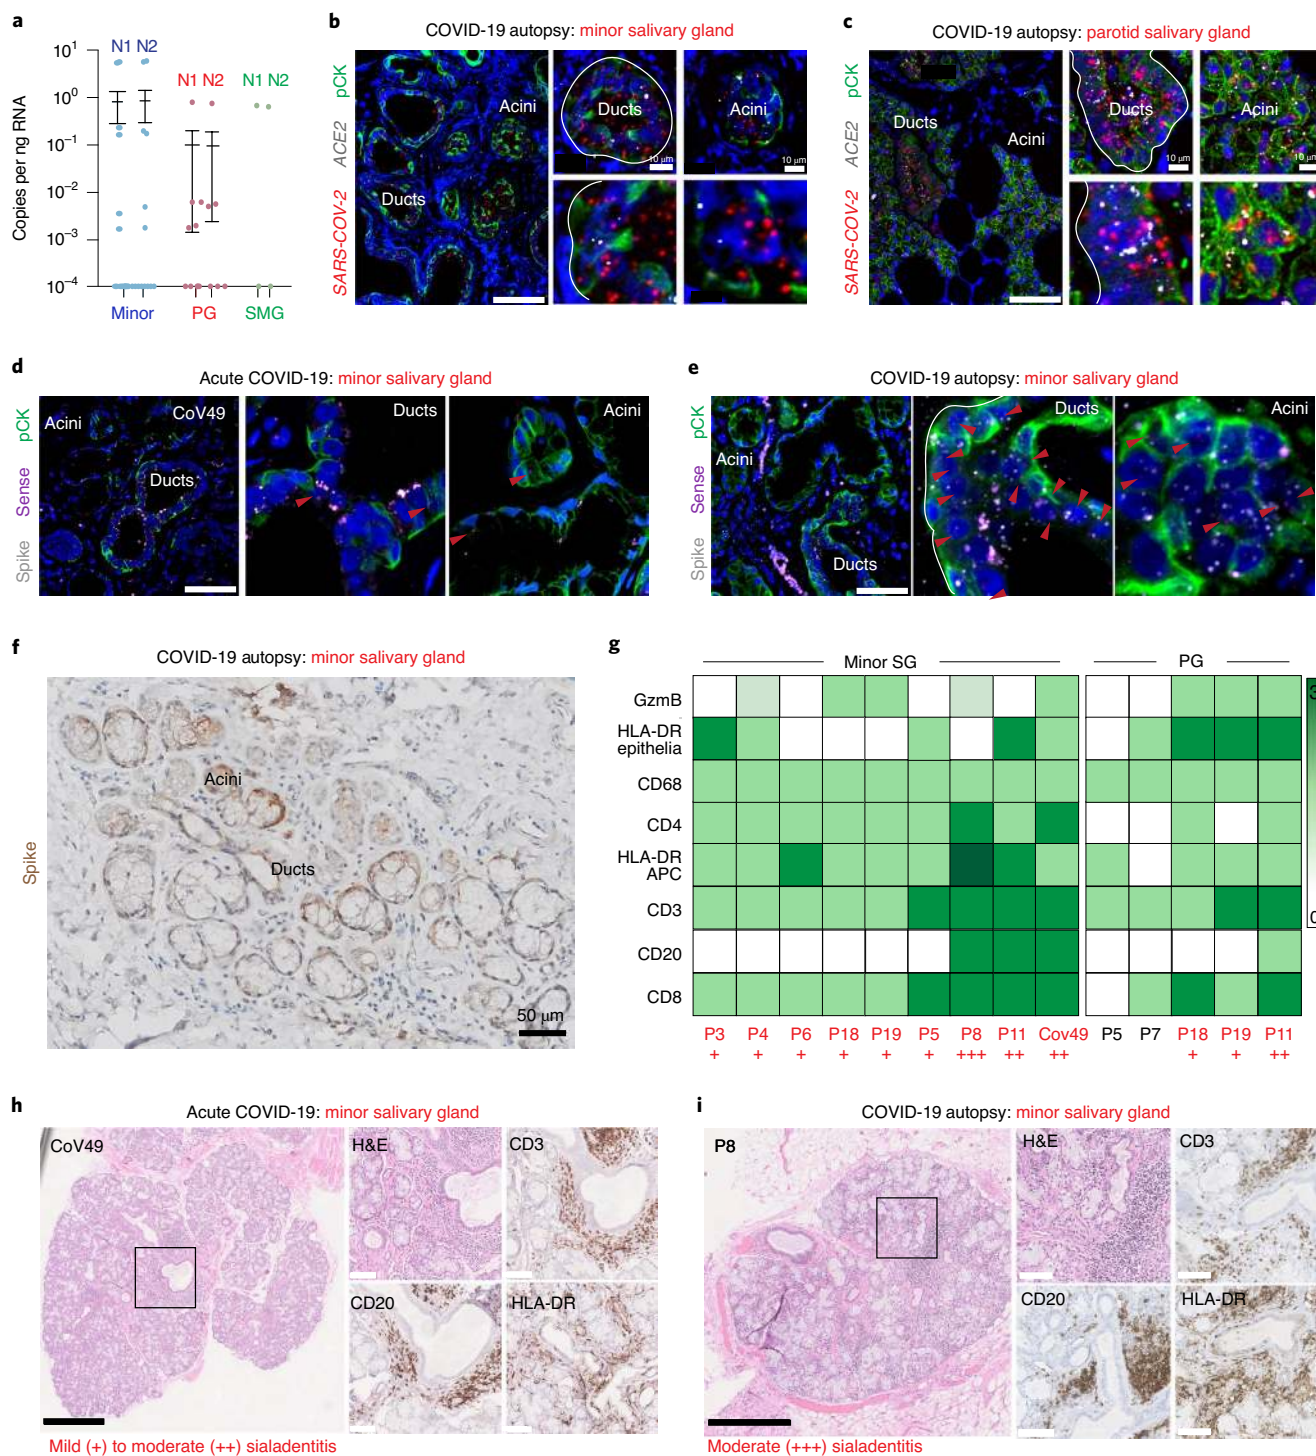 a
N1 N2
N1 N2
N1 N2
Copies per ng RNA
10¹
10⁰
10⁻¹
10⁻²
10⁻³
10⁻⁴
Minor
PG
SMG
b
COVID-19 autopsy: minor salivary gland
SARS-COV-2 ACE2 pCK
Acini
Ducts
Ducts
10 µm
Acini
10 µm
c
COVID-19 autopsy: parotid salivary gland
SARS-COV-2 ACE2 pCK
Ducts
Acini
Ducts
10 µm
Acini
10 µm
d
Acute COVID-19: minor salivary gland
Spike Sense pCK
Acini
CoV49
Ducts
Ducts
Acini
e
COVID-19 autopsy: minor salivary gland
Spike Sense pCK
Acini
Ducts
Ducts
Acini
f
COVID-19 autopsy: minor salivary gland
Spike
Acini
Ducts
50 µm
g
Minor SG
PG
GzmB
HLA-DR
epithelia
CD68
CD4
HLA-DR
APC
CD3
CD20
CD8
3
0
P3 P4 P6 P18 P19 P5 P8 P11 Cov49 P5 P7 P18 P19 P11
+ + + + + + +++ ++ ++ + + ++
h
Acute COVID-19: minor salivary gland
CoV49
H&E
CD3
CD20
HLA-DR
Mild (+) to moderate (++) sialadentitis
i
COVID-19 autopsy: minor salivary gland
P8
H&E
CD3
CD20
HLA-DR
Moderate (+++) sialadentitis